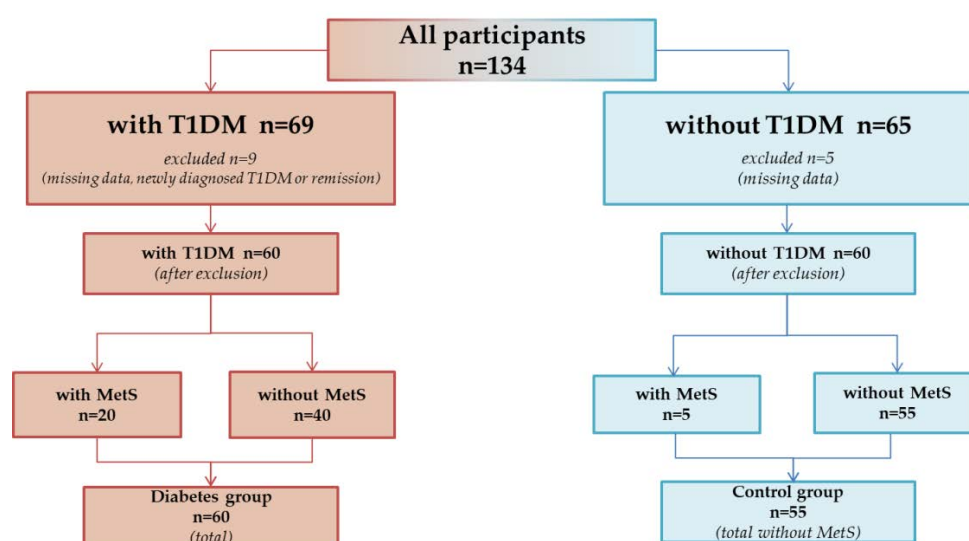 All participants
n=134
with T1DM n=69
excluded n=9
(missing data, newly diagnosed T1DM or remission)
without T1DM n=65
excluded n=5
(missing data)
with T1DM n=60
(after exclusion)
without T1DM n=60
(after exclusion)
with MetS
n=20
without MetS
n=40
with MetS
n=5
without MetS
n=55
Diabetes group
n=60
(total)
Control group
n=55
(total without MetS)